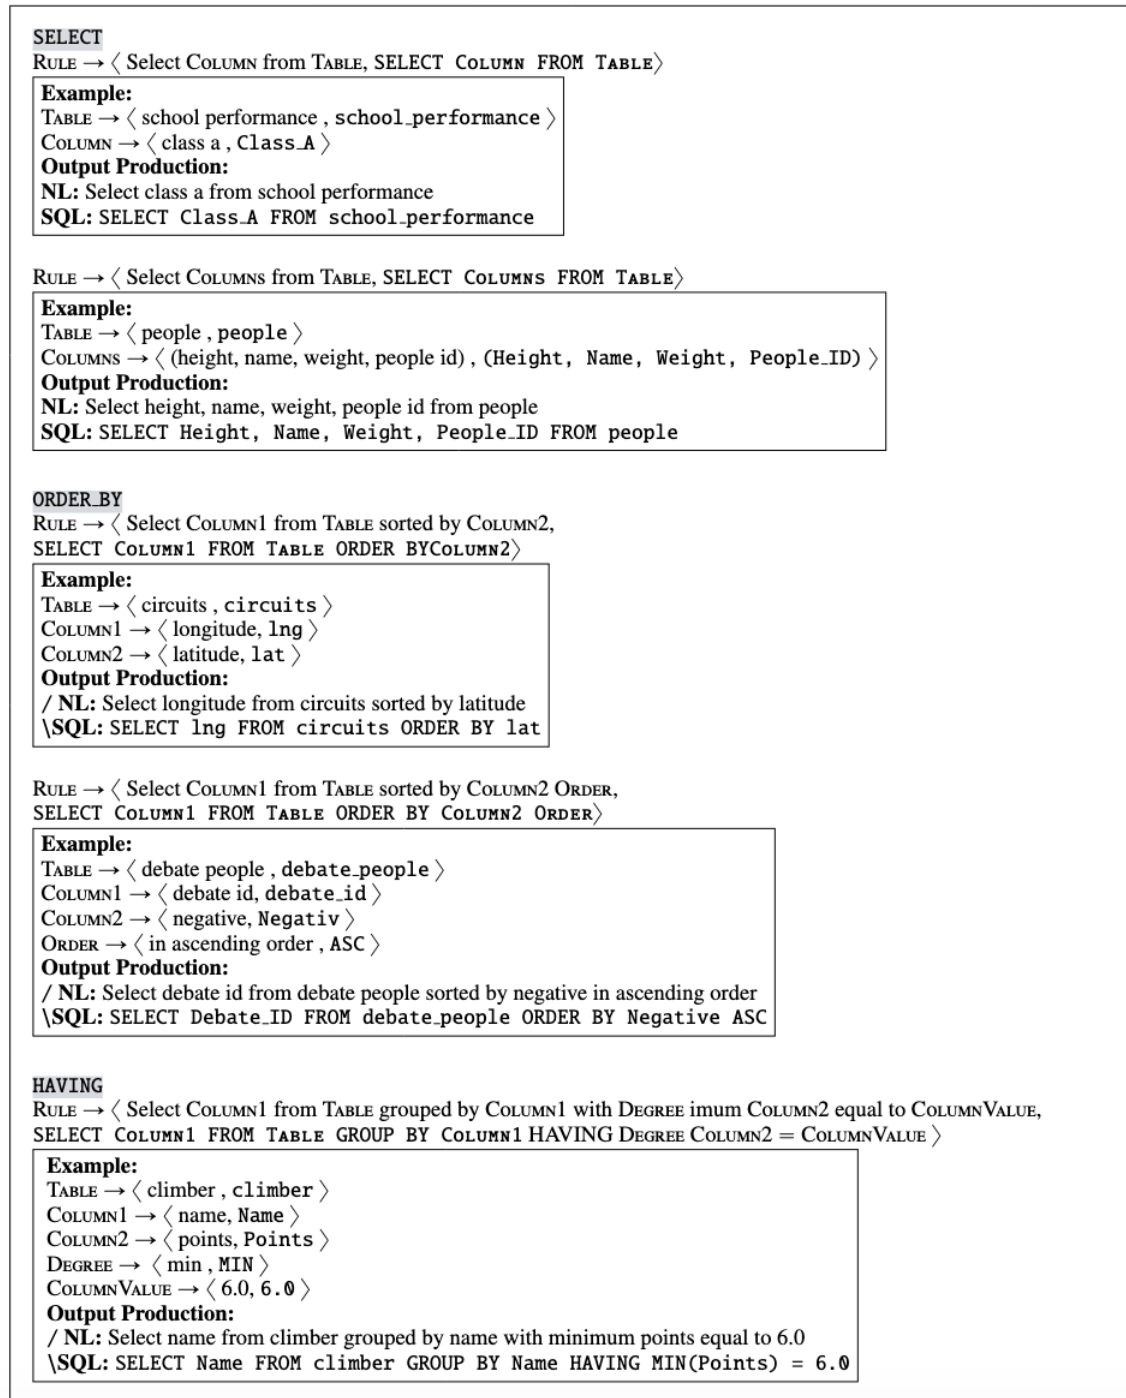 SELECT
RULE → ⟨ Select COLUMN from TABLE, SELECT COLUMN FROM TABLE⟩
Example:
TABLE → ⟨ school performance , school_performance ⟩
COLUMN → ⟨ class a , Class_A ⟩
Output Production:
NL: Select class a from school performance
SQL: SELECT Class_A FROM school_performance
RULE → ⟨ Select COLUMNS from TABLE, SELECT COLUMNS FROM TABLE⟩
Example:
TABLE → ⟨ people , people ⟩
COLUMNS → ⟨ (height, name, weight, people id) , (Height, Name, Weight, People_ID) ⟩
Output Production:
NL: Select height, name, weight, people id from people
SQL: SELECT Height, Name, Weight, People_ID FROM people
ORDER_BY
RULE → ⟨ Select COLUMN1 from TABLE sorted by COLUMN2,
SELECT COLUMN1 FROM TABLE ORDER BYCOLUMN2⟩
Example:
TABLE → ⟨ circuits , circuits ⟩
COLUMN1 → ⟨ longitude, lng ⟩
COLUMN2 → ⟨ latitude, lat ⟩
Output Production:
/ NL: Select longitude from circuits sorted by latitude
\SQL: SELECT lng FROM circuits ORDER BY lat
RULE → ⟨ Select COLUMN1 from TABLE sorted by COLUMN2 ORDER,
SELECT COLUMN1 FROM TABLE ORDER BY COLUMN2 ORDER⟩
Example:
TABLE → ⟨ debate people , debate_people ⟩
COLUMN1 → ⟨ debate id, debate_id ⟩
COLUMN2 → ⟨ negative, Negativ ⟩
ORDER → ⟨ in ascending order , ASC ⟩
Output Production:
/ NL: Select debate id from debate people sorted by negative in ascending order
\SQL: SELECT Debate_ID FROM debate_people ORDER BY Negative ASC
HAVING
RULE → ⟨ Select COLUMN1 from TABLE grouped by COLUMN1 with DEGREE imum COLUMN2 equal to COLUMNVALUE,
SELECT COLUMN1 FROM TABLE GROUP BY COLUMN1 HAVING DEGREE COLUMN2 = COLUMNVALUE ⟩
Example:
TABLE → ⟨ climber , climber ⟩
COLUMN1 → ⟨ name, Name ⟩
COLUMN2 → ⟨ points, Points ⟩
DEGREE → ⟨ min , MIN ⟩
COLUMNVALUE → ⟨ 6.0, 6.0 ⟩
Output Production:
/ NL: Select name from climber grouped by name with minimum points equal to 6.0
\SQL: SELECT Name FROM climber GROUP BY Name HAVING MIN(Points) = 6.0